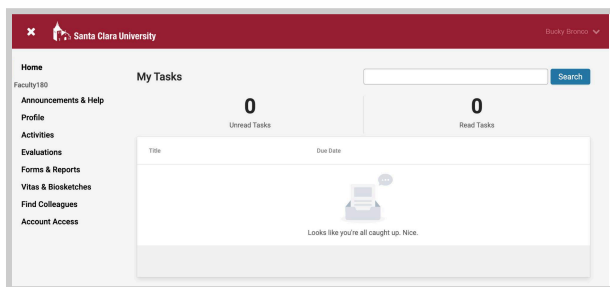 Santa Clara University
Bucky Bronco
Home
Faculty180
Announcements & Help
Profile
Activities
Evaluations
Forms & Reports
Vitas & Biosketches
Find Colleagues
Account Access
My Tasks
Search
0
Unread Tasks
0
Read Tasks
Title
Due Date
Looks like you're all caught up. Nice.